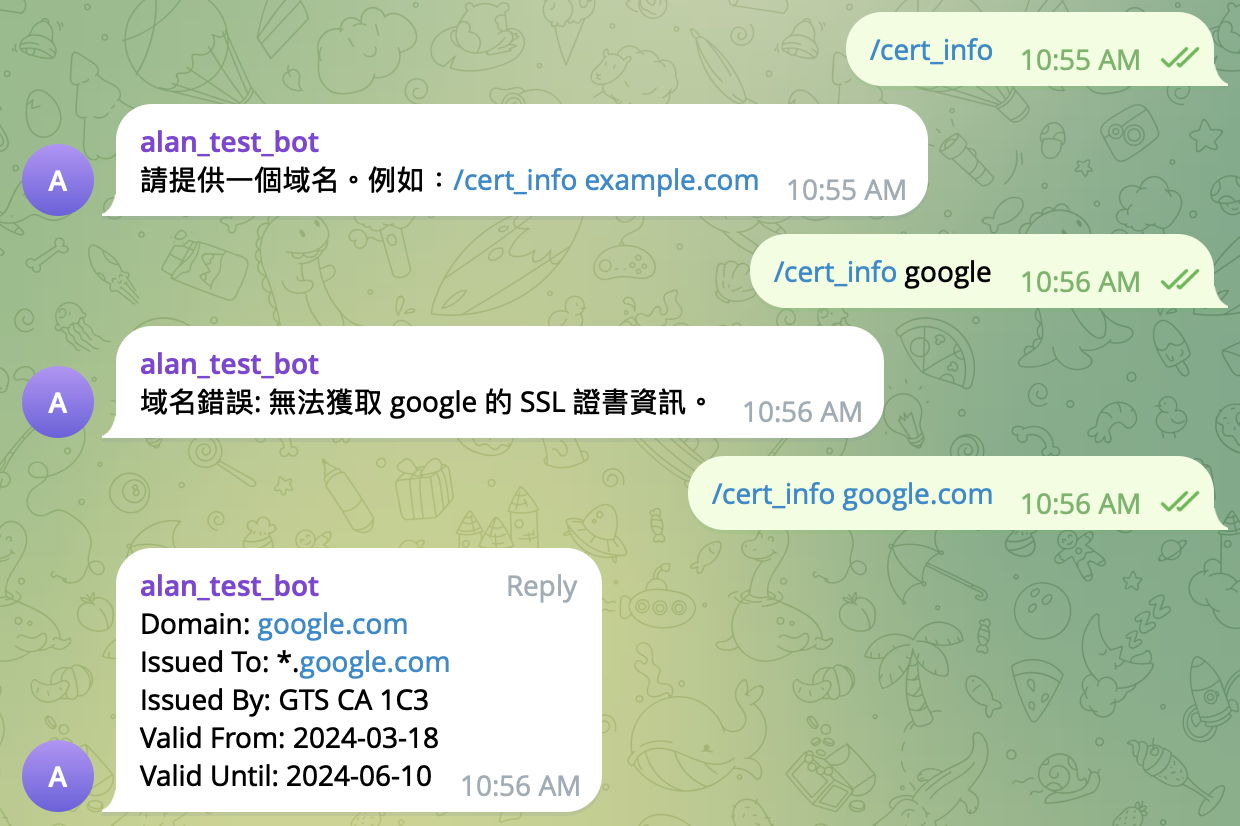 /cert_info 10:55 AM
alan_test_bot
A
請提供一個域名。例如：/cert_info example.com 10:55 AM
/cert_info google 10:56 AM
alan_test_bot
A
域名錯誤: 無法獲取 google 的 SSL 證書資訊。 10:56 AM
/cert_info google.com 10:56 AM
alan_test_bot Reply
Domain: google.com
Issued To: *.google.com
Issued By: GTS CA 1C3
Valid From: 2024-03-18
A
Valid Until: 2024-06-10 10:56 AM